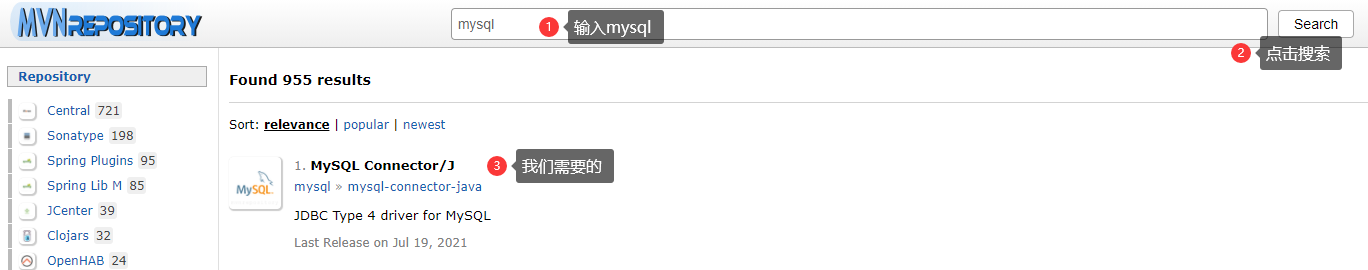 MVNREPOSITORY
mysql
1 输入mysql
Search
2 点击搜索
Repository
Central 721
Sonatype 198
Spring Plugins 95
Spring Lib M 85
JCenter 39
Clojars 32
OpenHAB 24
Found 955 results
Sort: relevance | popular | newest
MySQL
1. MySQL Connector/J
3 我们需要的
mysql » mysql-connector-java
JDBC Type 4 driver for MySQL
Last Release on Jul 19, 2021